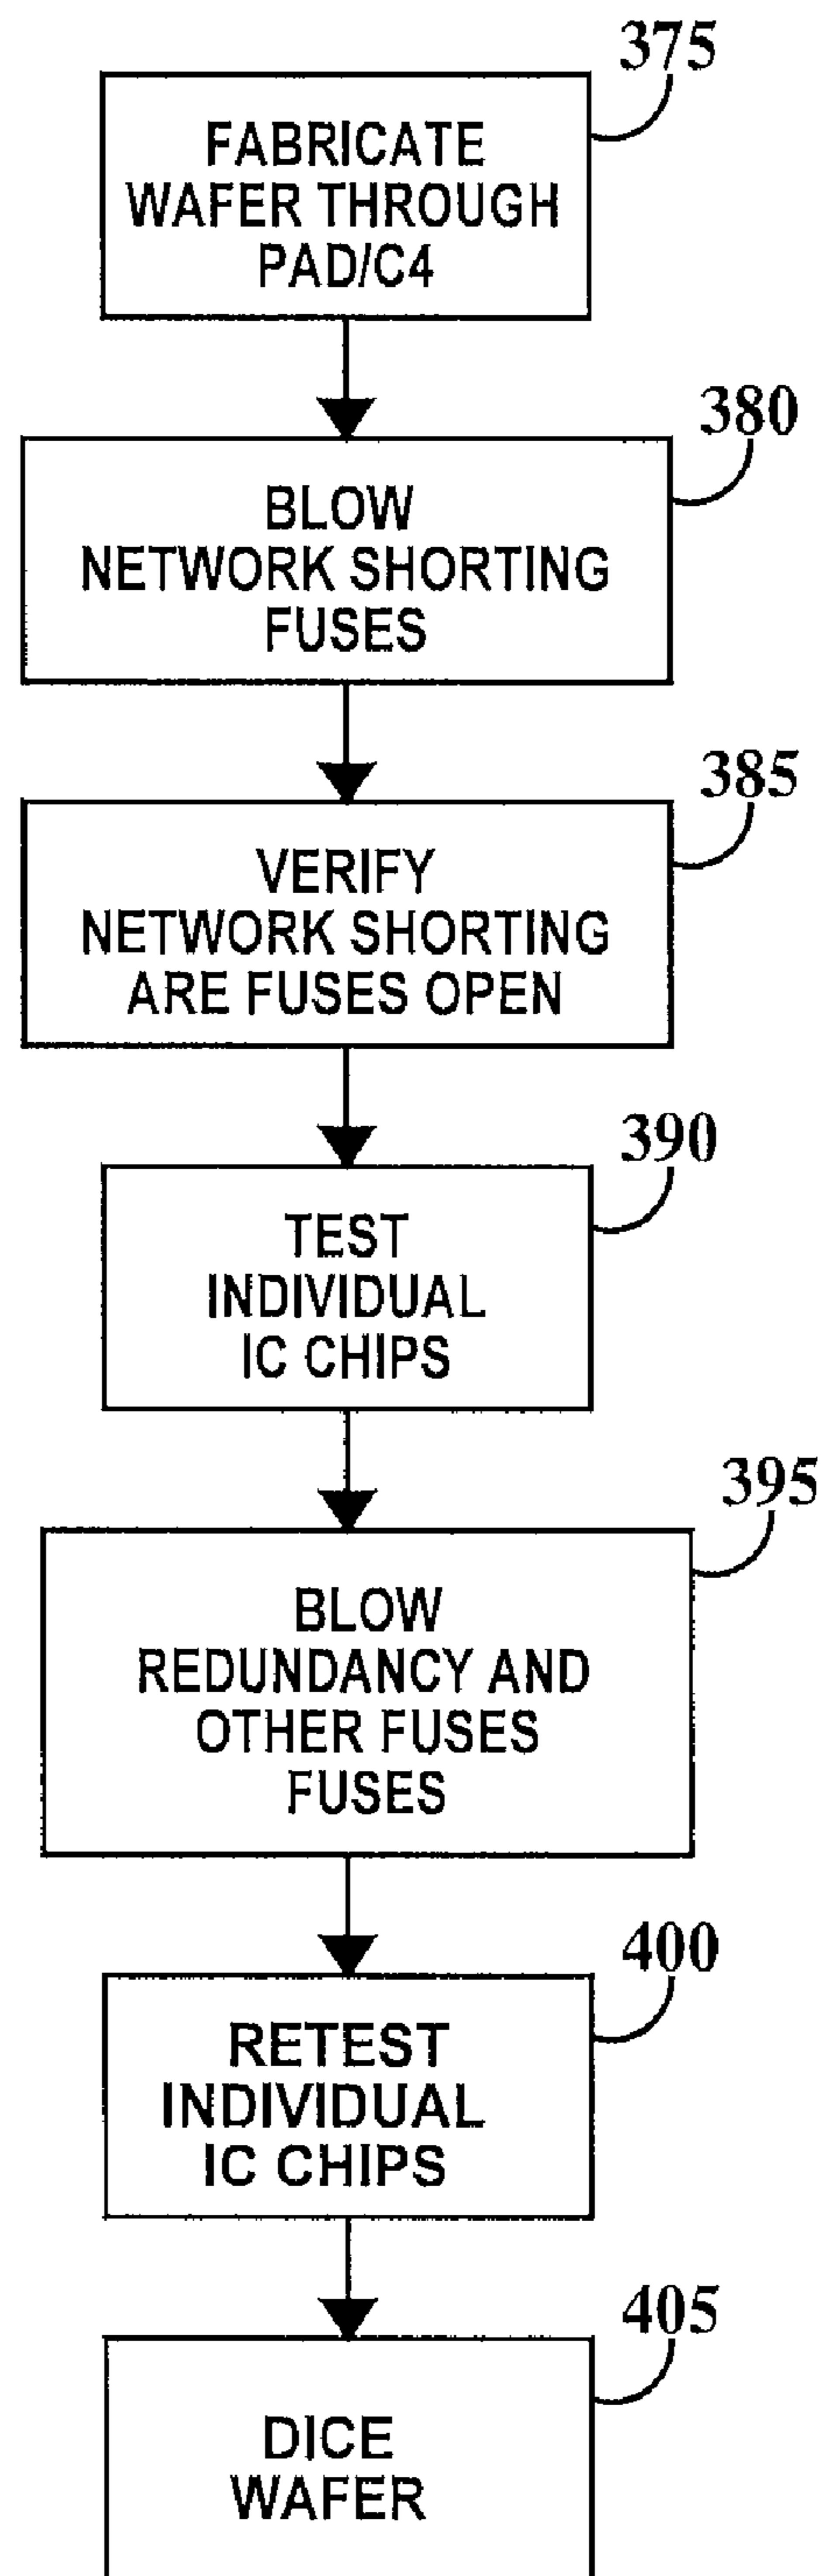 375
FABRICATE
WAFER THROUGH
PAD/C4
380
BLOW
NETWORK SHORTING
FUSES
385
VERIFY
NETWORK SHORTING
ARE FUSES OPEN
390
TEST
INDIVIDUAL
IC CHIPS
395
BLOW
REDUNDANCY AND
OTHER FUSES
FUSES
400
RETEST
INDIVIDUAL
IC CHIPS
405
DICE
WAFER